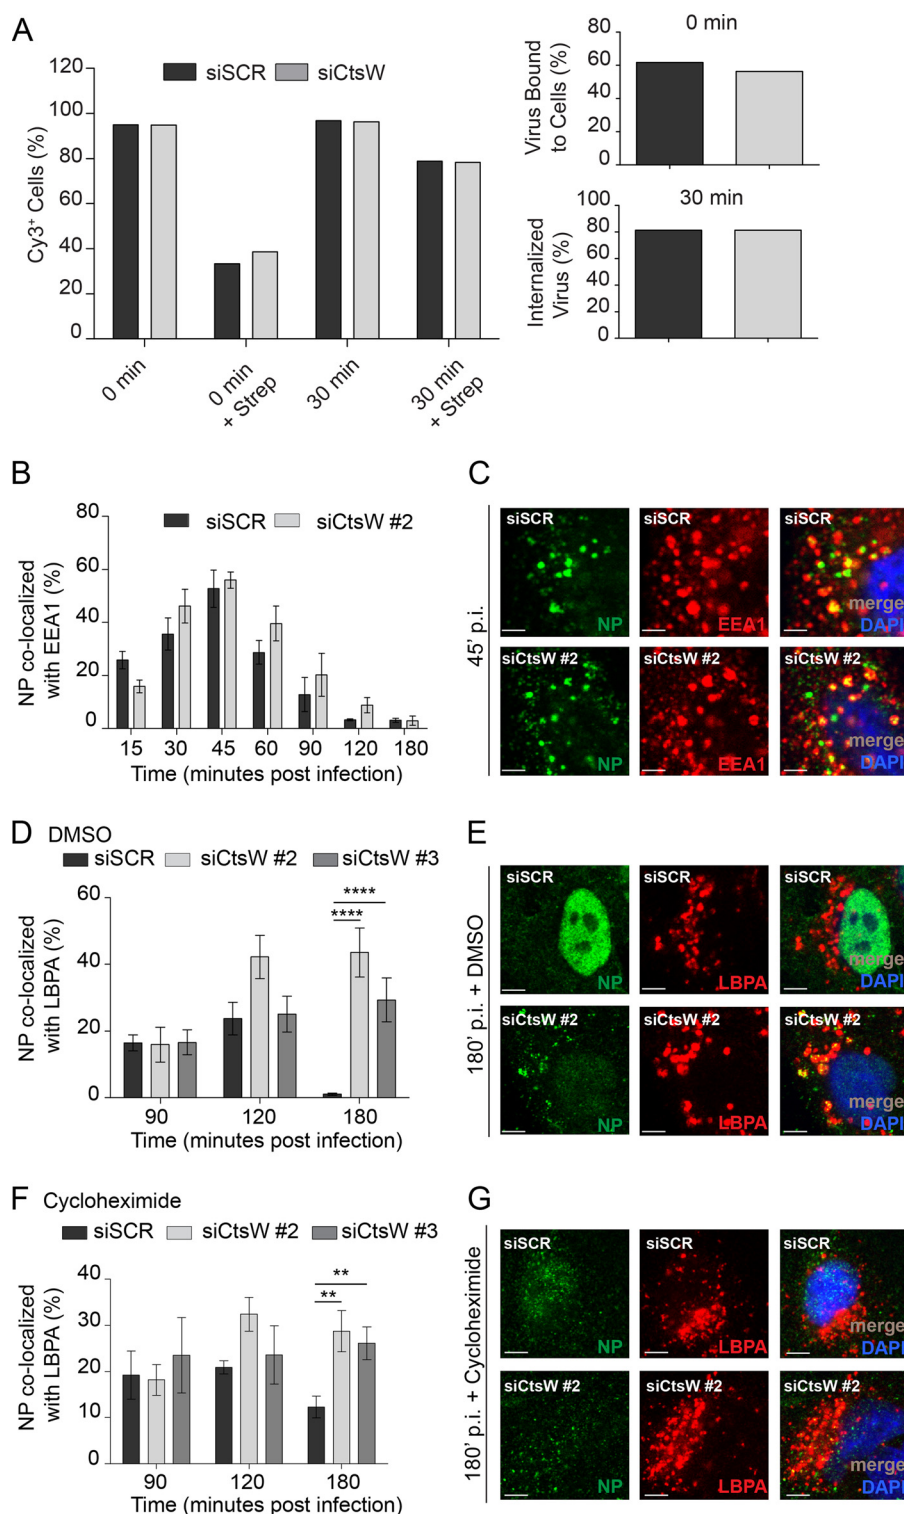 A
siSCR siCtsW
Cy3⁺ Cells (%)
120
100
80
60
40
20
0
0 min
0 min
+ Strep
30 min
30 min
+ Strep
0 min
Virus Bound
to Cells (%)
80
60
40
20
0
30 min
Internalized
Virus (%)
100
80
60
40
20
0
B
siSCR siCtsW #2
NP co-localized
with EEA1 (%)
80
60
40
20
0
15 30 45 60 90 120 180
Time (minutes post infection)
C
45' p.i.
siSCR siSCR siSCR
NP EEA1 merge
DAPI
siCtsW #2 siCtsW #2 siCtsW #2
NP EEA1 merge
DAPI
D DMSO
siSCR siCtsW #2 siCtsW #3
NP co-localized
with LBPA (%)
60
40
20
0
****
****
90 120 180
Time (minutes post infection)
E
180' p.i. + DMSO
siSCR siSCR siSCR
NP LBPA merge
DAPI
siCtsW #2 siCtsW #2 siCtsW #2
NP LBPA merge
DAPI
F Cycloheximide
siSCR siCtsW #2 siCtsW #3
NP co-localized
with LBPA (%)
40
30
20
10
0
**
**
90 120 180
Time (minutes post infection)
G
180' p.i. + Cycloheximide
siSCR siSCR siSCR
NP LBPA merge
DAPI
siCtsW #2 siCtsW #2 siCtsW #2
NP LBPA merge
DAPI